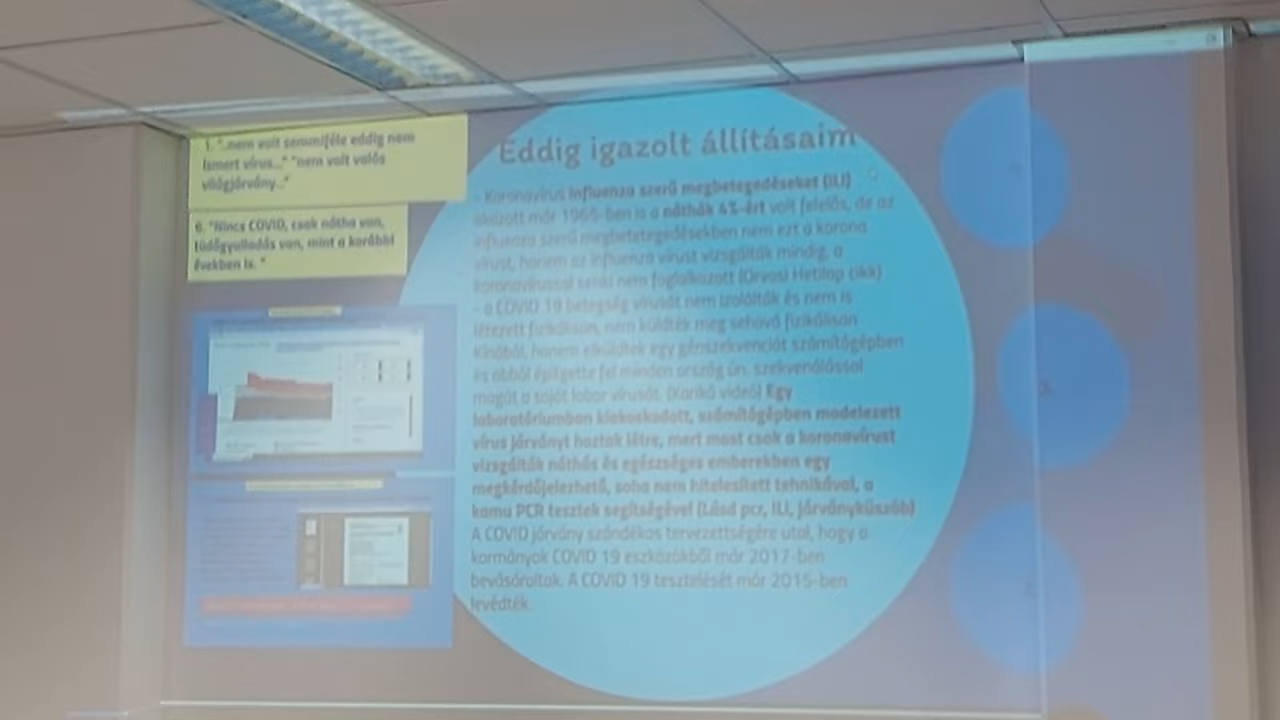 1. "..nem volt semmiféle eddig nem
ismert vírus..." "nem volt valós
világjárvány..."
6. "Nincs COVID, csak nátha van,
tüdőgyulladás van, mint a korábbi
években is. "
Eddig igazolt állításaim
- Koronavírus influenza szerű megbetegedéseket (ILI)
okozott már 1965-ben is a náthák 4%-ért volt felelős, de az
influenza szerű megbetetegedésekben nem ezt a korona
vírust, hanem az influenza vírust vizsgálták mindig, a
koronavírussal senki nem foglalkozott (Orvosi Hetilap cikk)
- a COVID 19 betegség vírusát nem izolálták és nem is
létezett fizikálisan, nem küldték meg sehová fizikálisan
Kínából, hanem elküldtek egy génszekvenciát számítógépben
és abból építgette fel minden ország ún. szekvenálással
magát a saját labor vírusát. (Karikó videó) Egy
laboratóriumban kiokoskodott, számítógépben modelezett
vírus járványt hoztak létre, mert most csak a koronavírust
vizsgálták náthás és egészséges emberekben egy
megkérdőjelezhető, soha nem hitelesített tehnikával, a
kamu PCR tesztek segítségével (Lásd pcr, ILI, járványküszöb)
A COVID járvány szándékos tervezettségére utal, hogy a
kormányok COVID 19 eszközökből már 2017-ben
bevásároltak. A COVID 19 tesztelését már 2015-ben
levédték.